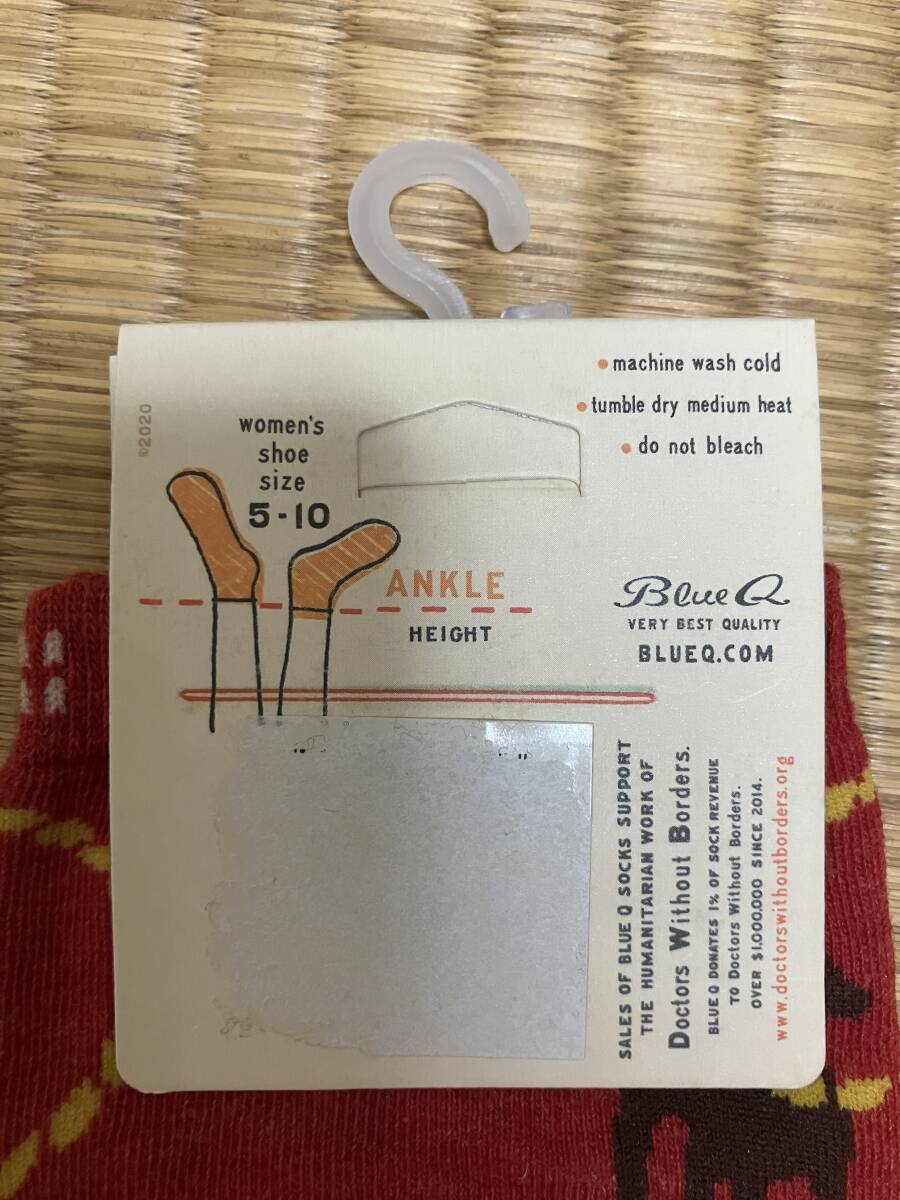 ©2020
women's
shoe
size
5-10
ANKLE
HEIGHT
• machine wash cold
• tumble dry medium heat
• do not bleach
Blue Q
VERY BEST QUALITY
BLUEQ.COM
SALES OF BLUE Q SOCKS SUPPORT
THE HUMANITARIAN WORK OF
Doctors Without Borders.
BLUE Q DONATES 1% OF SOCK REVENUE
TO Doctors Without Borders.
OVER $1,000,000 SINCE 2014.
www.doctorswithoutborders.org